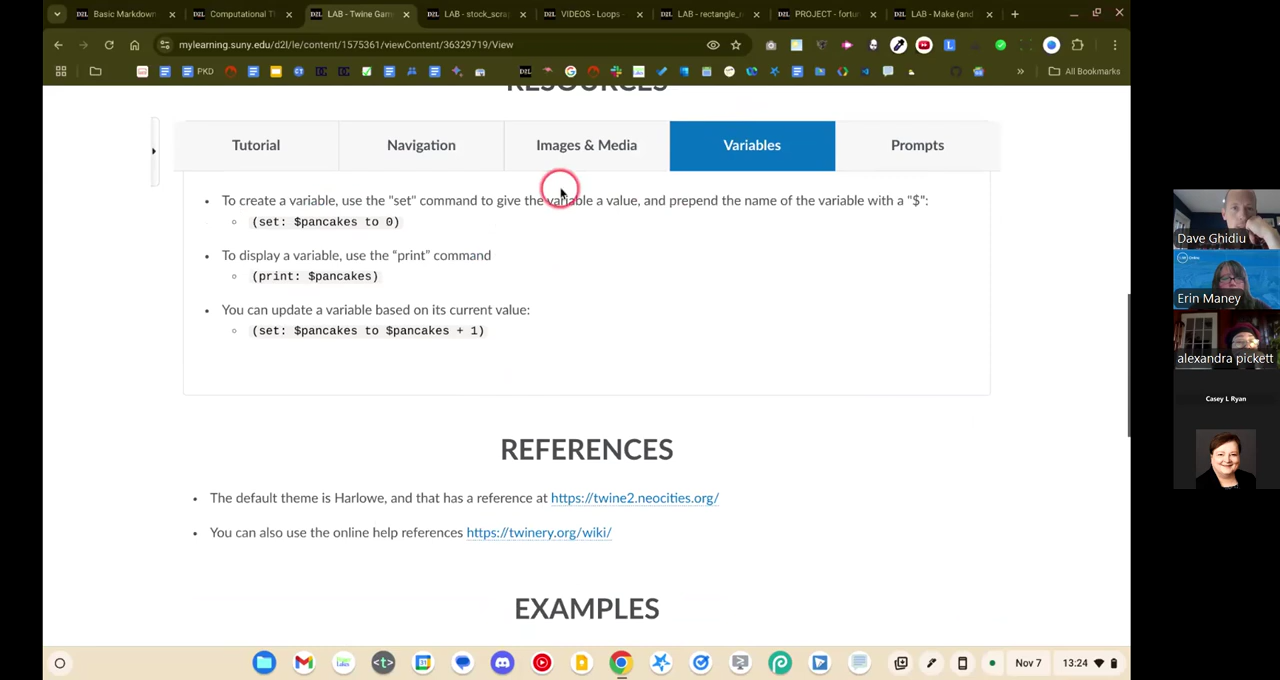 Basic Markdown
Computational T
LAB - Twine Gam
LAB - stock_scra
VIDEOS - Loops -
LAB - rectangle_
PROJECT - fortu
LAB - Make (and
mylearning.suny.edu/d2l/le/content/1575361/viewContent/36329719/View
PKD
All Bookmarks
RESOURCES
Tutorial
Navigation
Images & Media
Variables
Prompts
To create a variable, use the "set" command to give the variable a value, and prepend the name of the variable with a "$":
(set: $pancakes to 0)
To display a variable, use the “print” command
(print: $pancakes)
You can update a variable based on its current value:
(set: $pancakes to $pancakes + 1)
REFERENCES
The default theme is Harlowe, and that has a reference at https://twine2.neocities.org/
You can also use the online help references https://twinery.org/wiki/
EXAMPLES
Nov 7
13:24
Dave Ghidiu
Erin Maney
alexandra pickett
Casey L Ryan